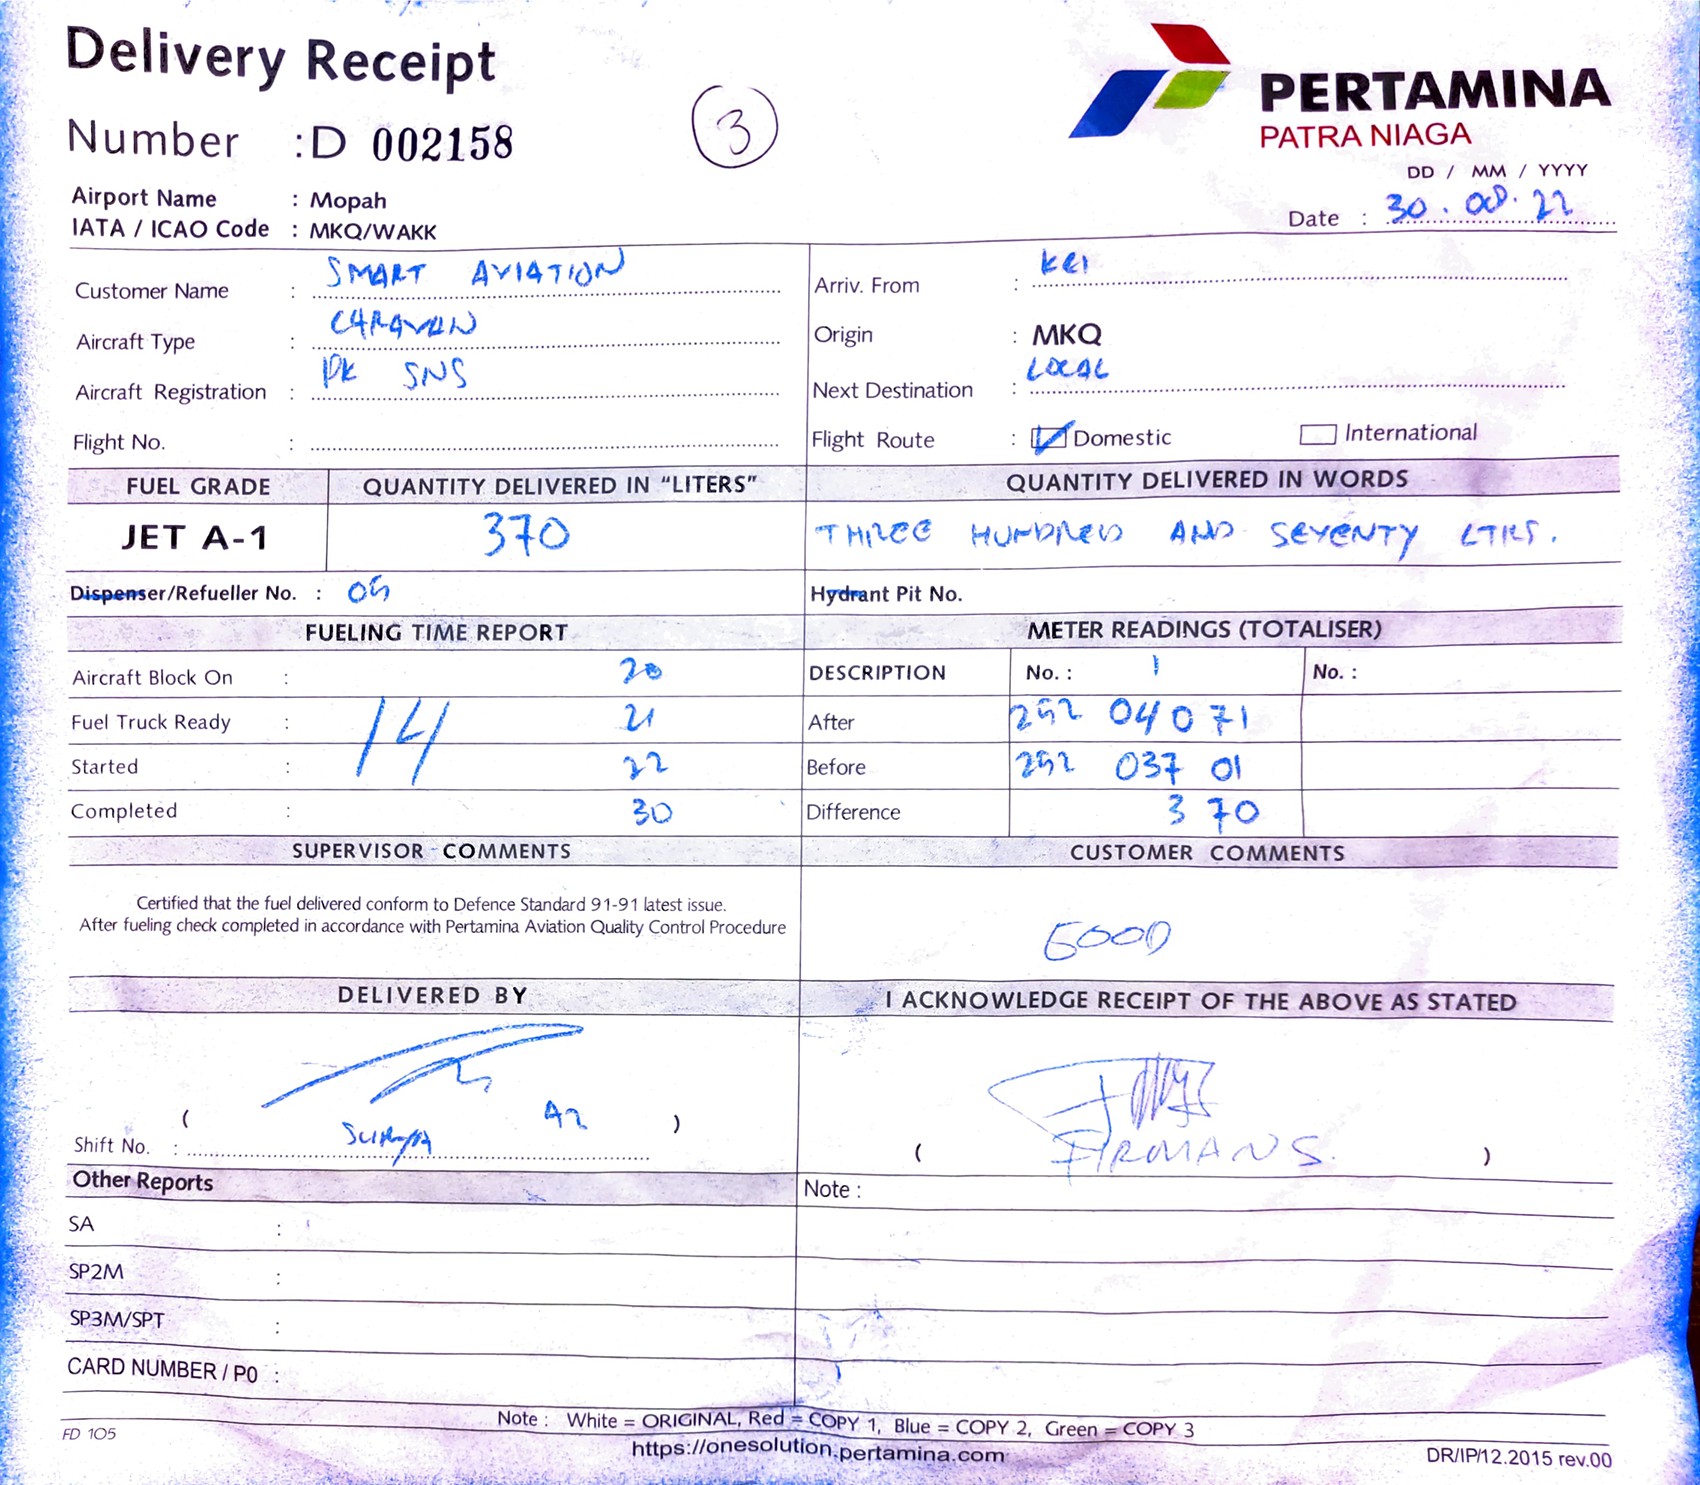 Delivery Receipt
Number : D 002158
3
PERTAMINA
PATRA NIAGA
Airport Name : Mopah
IATA / ICAO Code : MKQ/WAKK
DD / MM / YYYY
Date : 30.08.22
Customer Name : SMART AVIATION
Aircraft Type : CARAVAN
Aircraft Registration : PK SNS
Flight No. :
Arriv. From : KEI
Origin : MKQ
Next Destination : LOCAL
Flight Route : Domestic International
FUEL GRADE QUANTITY DELIVERED IN "LITERS" QUANTITY DELIVERED IN WORDS
JET A-1 370 THREE HUNDRED AND SEVENTY LTRS.
Dispenser/Refueller No. : 05 Hydrant Pit No.
FUELING TIME REPORT METER READINGS (TOTALISER)
Aircraft Block On : 20 DESCRIPTION No. : 1 No. :
Fuel Truck Ready : 14 21 After 252 04071
Started : 22 Before 252 03701
Completed : 30 Difference 370
SUPERVISOR COMMENTS CUSTOMER COMMENTS
Certified that the fuel delivered conform to Defence Standard 91-91 latest issue.
After fueling check completed in accordance with Pertamina Aviation Quality Control Procedure
GOOD
DELIVERED BY I ACKNOWLEDGE RECEIPT OF THE ABOVE AS STATED
( A2 )
Shift No. : SURYA
( FIRMAN S. )
Other Reports Note :
SA :
SP2M :
SP3M/SPT :
CARD NUMBER / P0 :
Note : White = ORIGINAL, Red = COPY 1, Blue = COPY 2, Green = COPY 3
FD 105
https://onesolution.pertamina.com
DR/IP/12.2015 rev.00